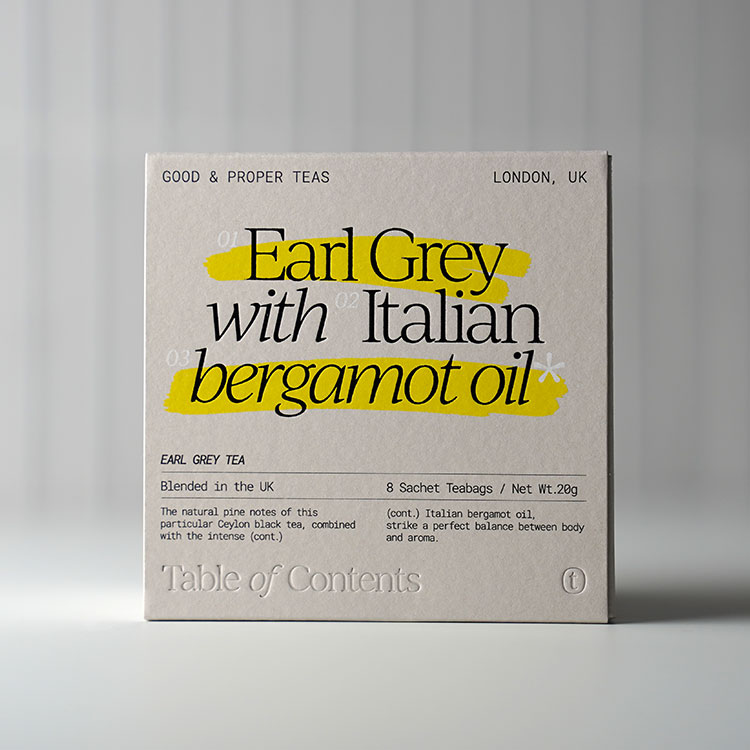 GOOD & PROPER TEAS LONDON, UK
01 Earl Grey
with 02 Italian
03 bergamot oil*
EARL GREY TEA
Blended in the UK 8 Sachet Teabags / Net Wt.20g
The natural pine notes of this
particular Ceylon black tea, combined
with the intense (cont.)
(cont.) Italian bergamot oil,
strike a perfect balance between body
and aroma.
Table of Contents t